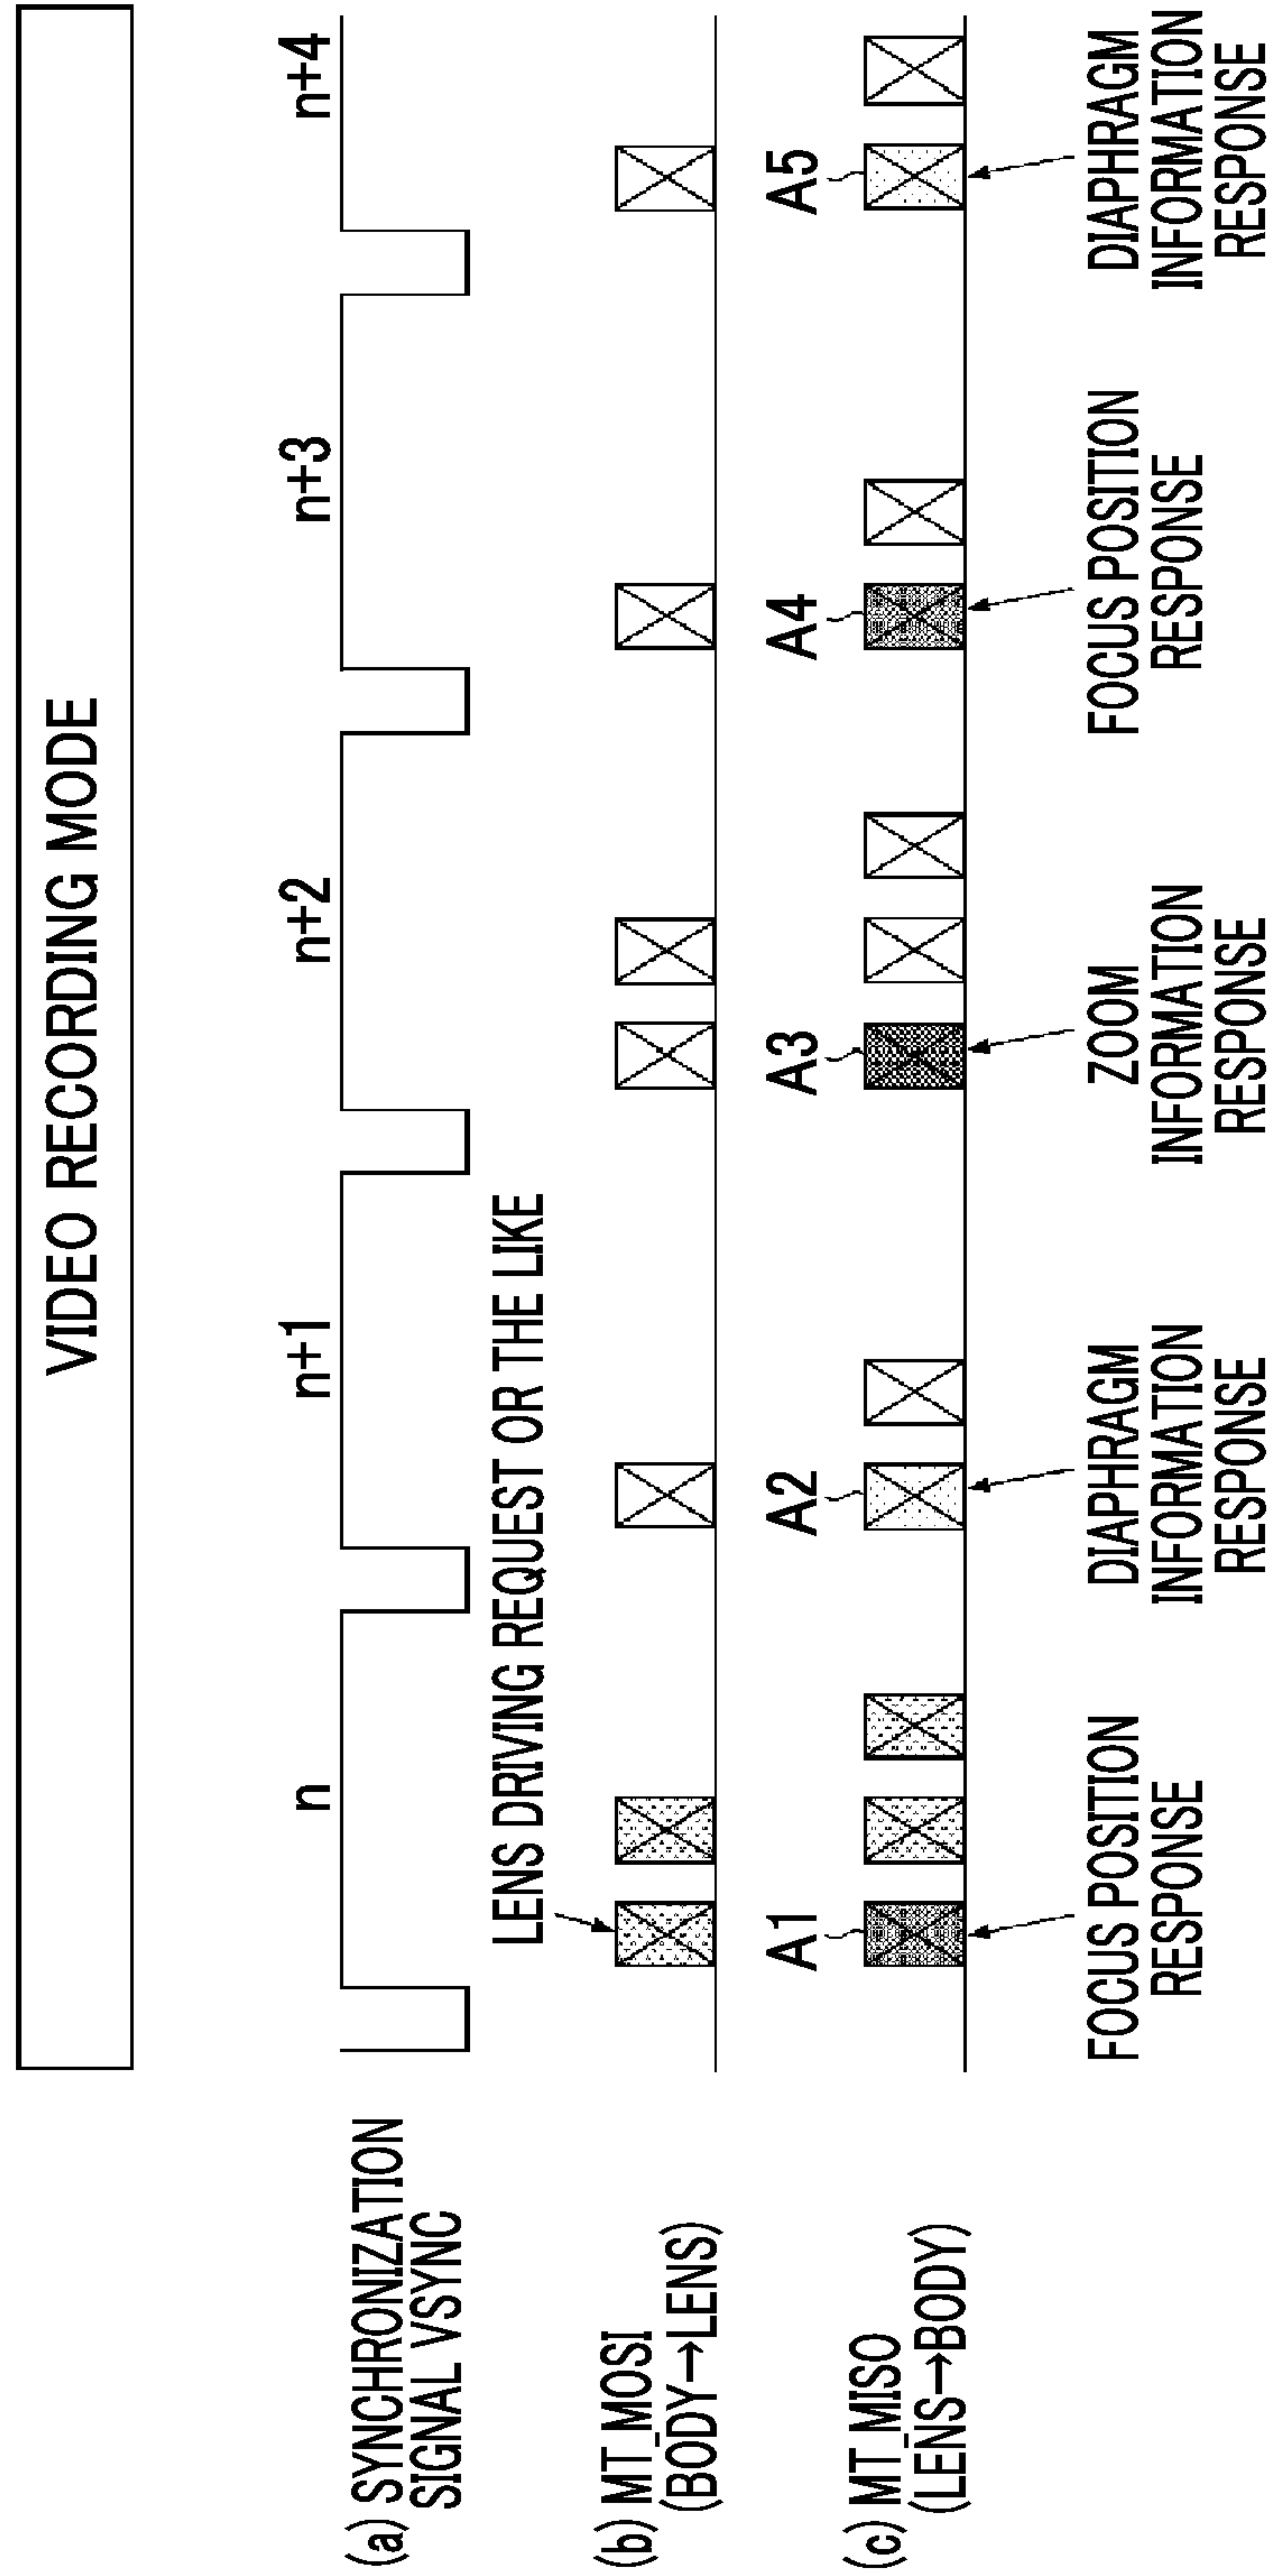 VIDEO RECORDING MODE
n
n+1
n+2
n+3
n+4
(a) SYNCHRONIZATION
SIGNAL VSYNC
LENS DRIVING REQUEST OR THE LIKE
(b) MT_MOSI
(BODY→LENS)
A1
A2
A3
A4
A5
(c) MT_MISO
(LENS→BODY)
FOCUS POSITION
RESPONSE
DIAPHRAGM
INFORMATION
RESPONSE
ZOOM
INFORMATION
RESPONSE
FOCUS POSITION
RESPONSE
DIAPHRAGM
INFORMATION
RESPONSE